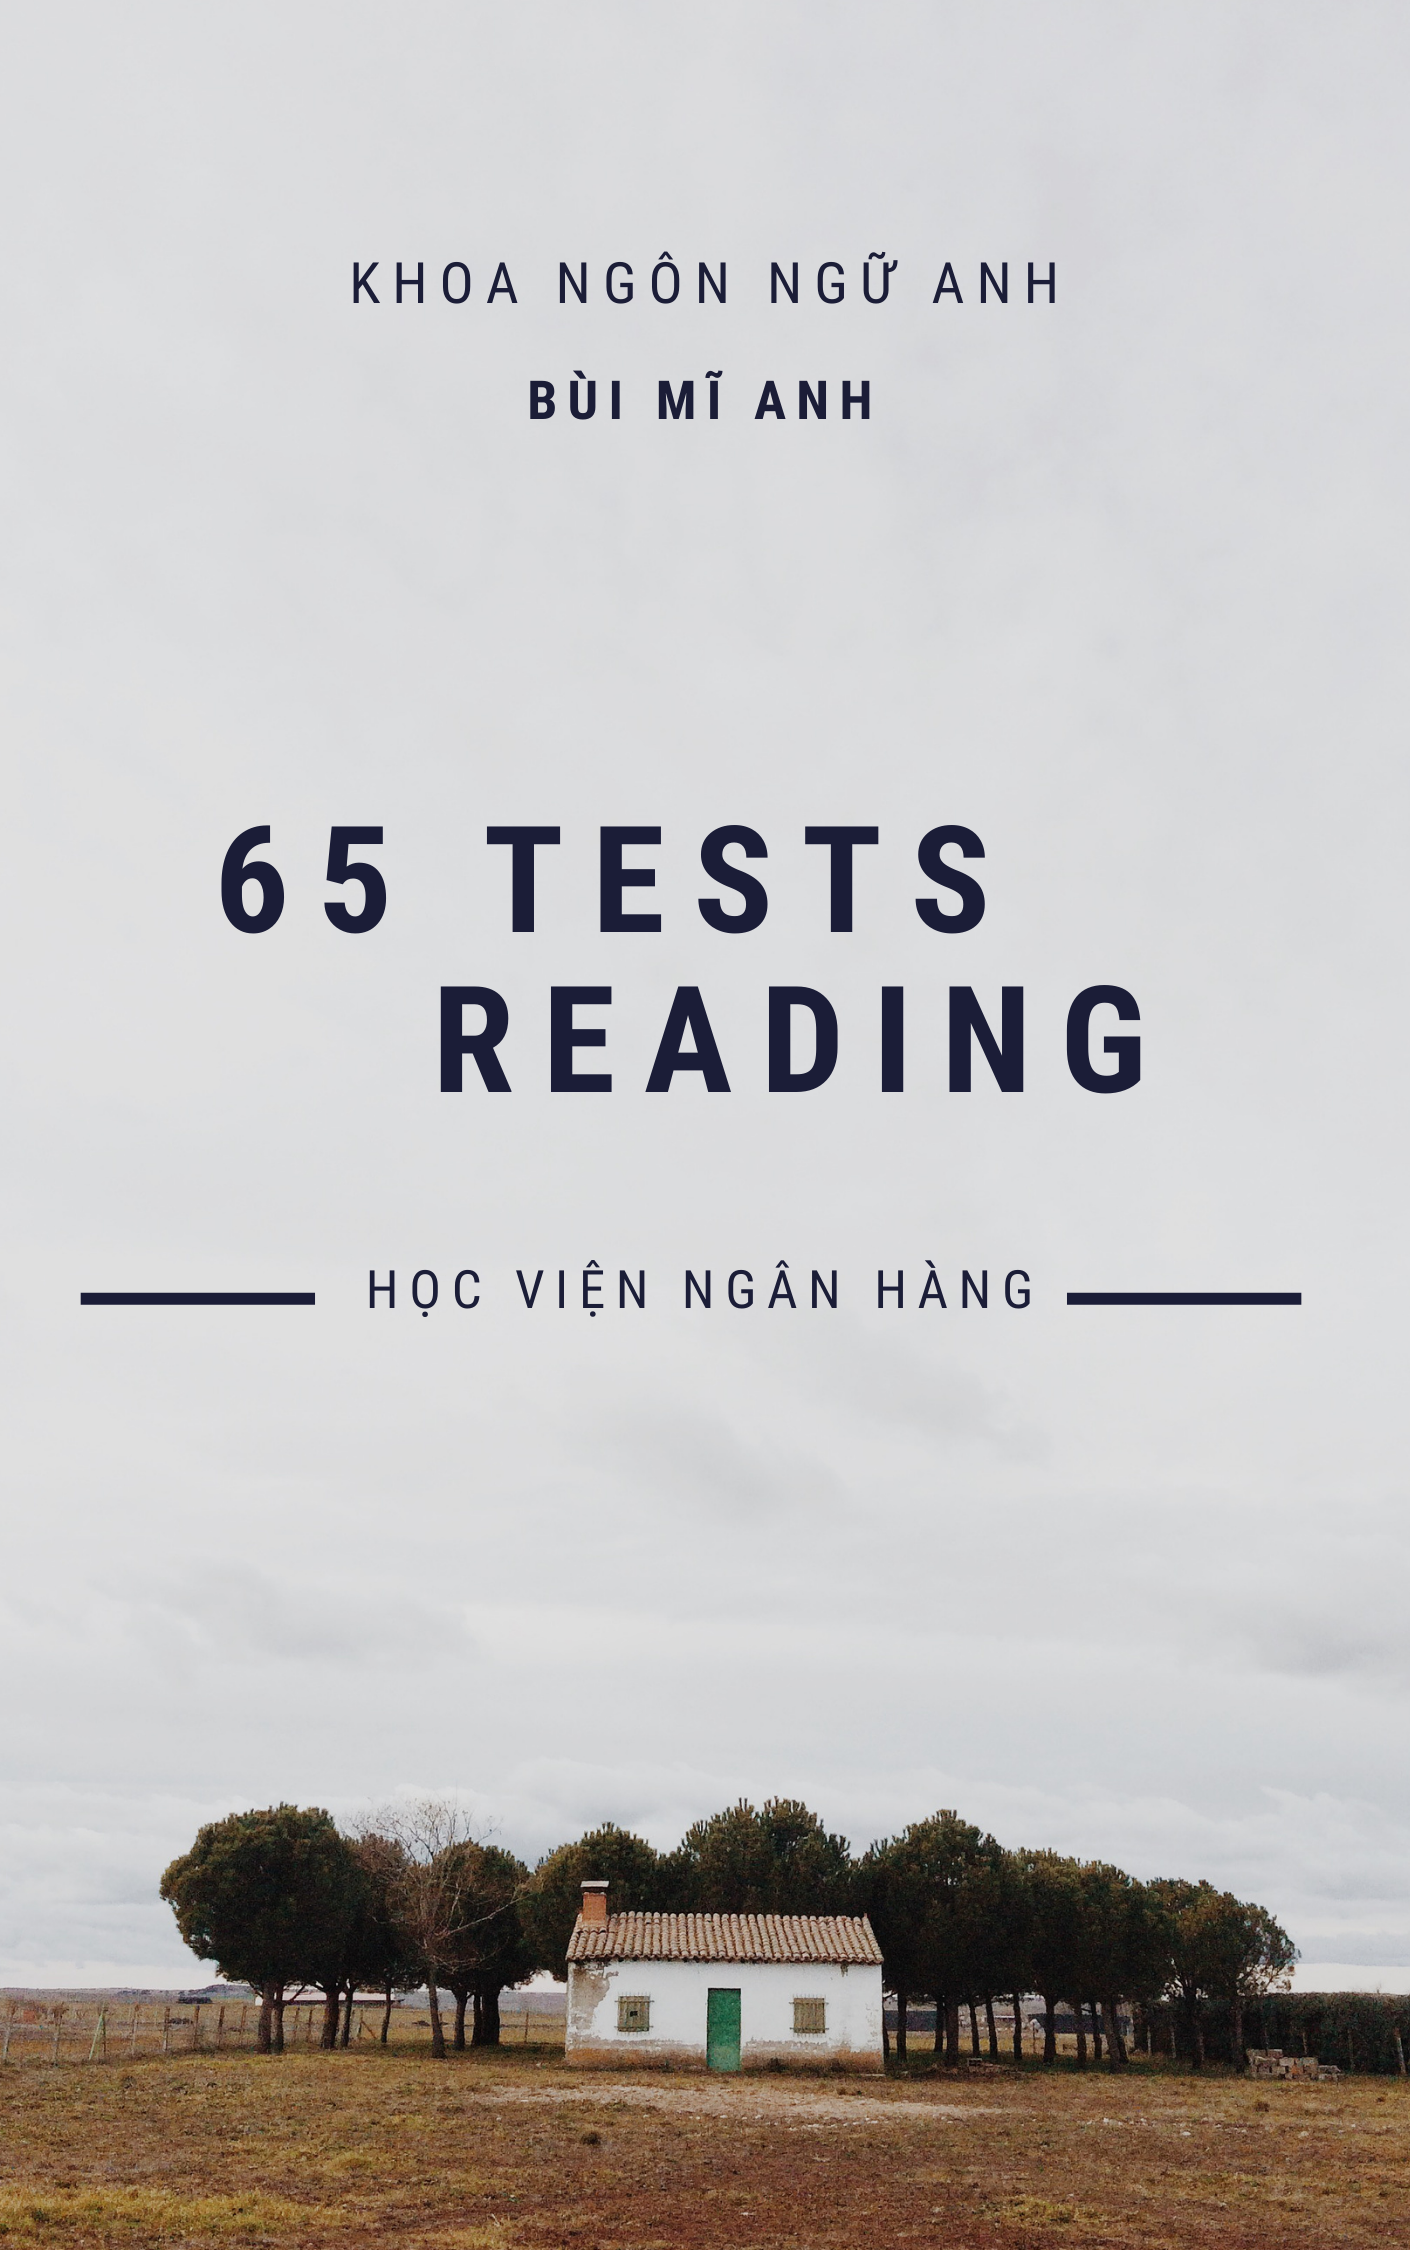 KHOA NGÔN NGỮ ANH
BÙI MĨ ANH
65 TESTS
READING
HỌC VIỆN NGÂN HÀNG